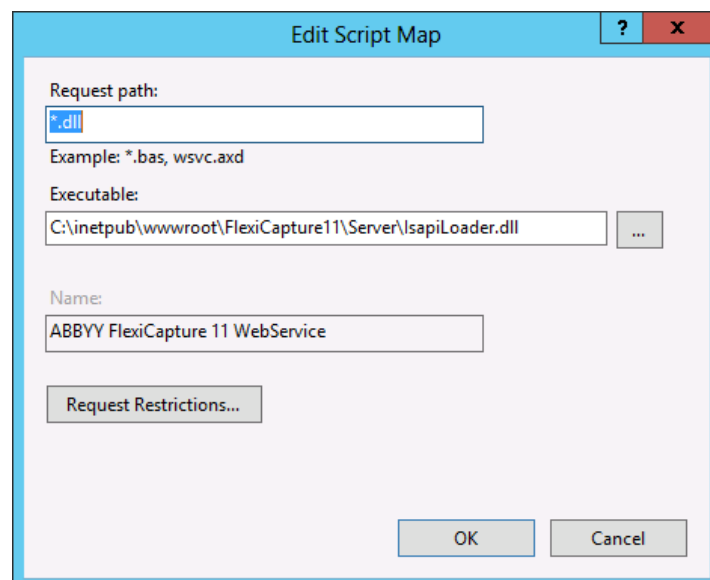 Edit Script Map
?
x
Request path:
*.dll
Example: *.bas, wsvc.axd
Executable:
C:\inetpub\wwwroot\FlexiCapture11\Server\IsapiLoader.dll
...
Name:
ABBYY FlexiCapture 11 WebService
Request Restrictions...
OK
Cancel